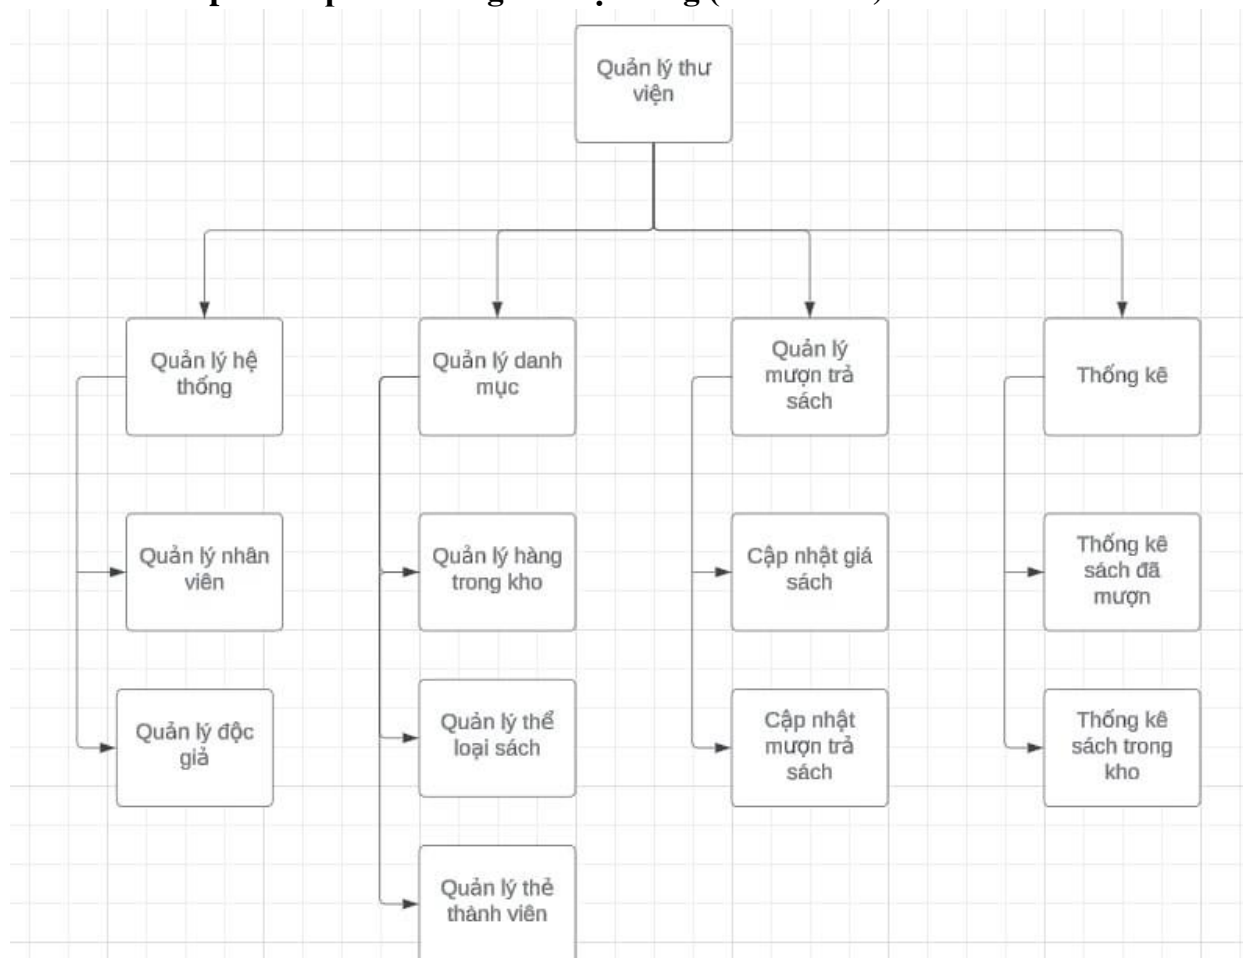 Quản lý thư
viện
Quản lý hệ
thống
Quản lý danh
mục
Quản lý
mượn trả
sách
Thống kê
Quản lý nhân
viên
Quản lý hàng
trong kho
Cập nhật giá
sách
Thống kê
sách đã
mượn
Quản lý độc
giả
Quản lý thể
loại sách
Cập nhật
mượn trả
sách
Thống kê
sách trong
kho
Quản lý thẻ
thành viên